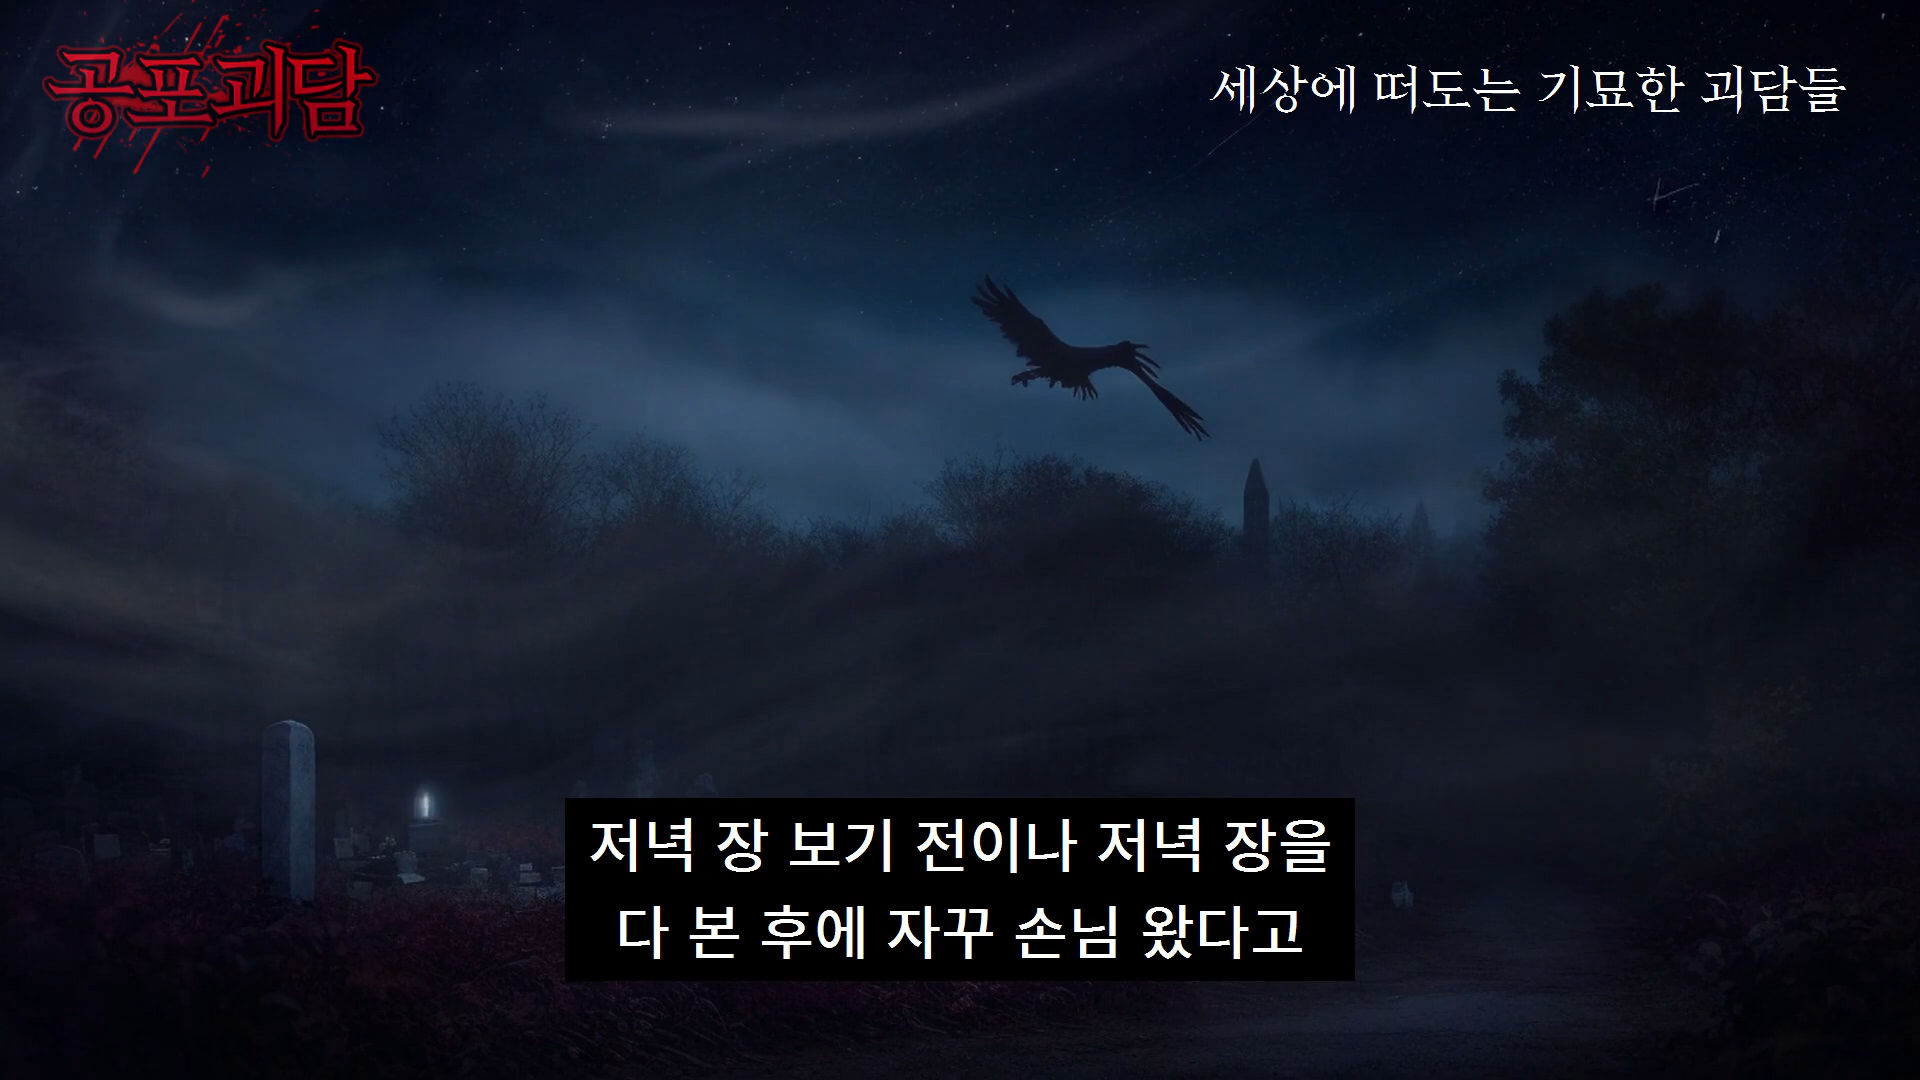 공포괴담
세상에 떠도는 기묘한 괴담들
저녁 장 보기 전이나 저녁 장을
다 본 후에 자꾸 손님 왔다고